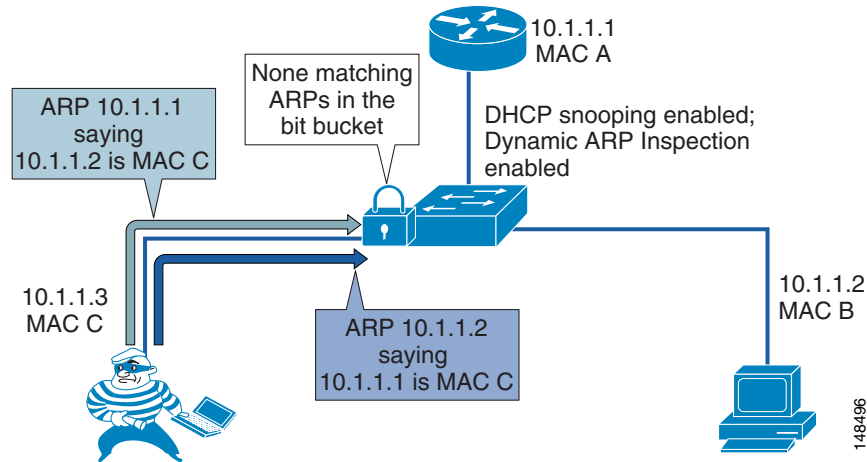 10.1.1.1
MAC A
None matching
ARPs in the
bit bucket
ARP 10.1.1.1
saying
10.1.1.2 is MAC C
DHCP snooping enabled;
Dynamic ARP Inspection
enabled
10.1.1.3
MAC C
ARP 10.1.1.2
saying
10.1.1.1 is MAC C
10.1.1.2
MAC B
148496